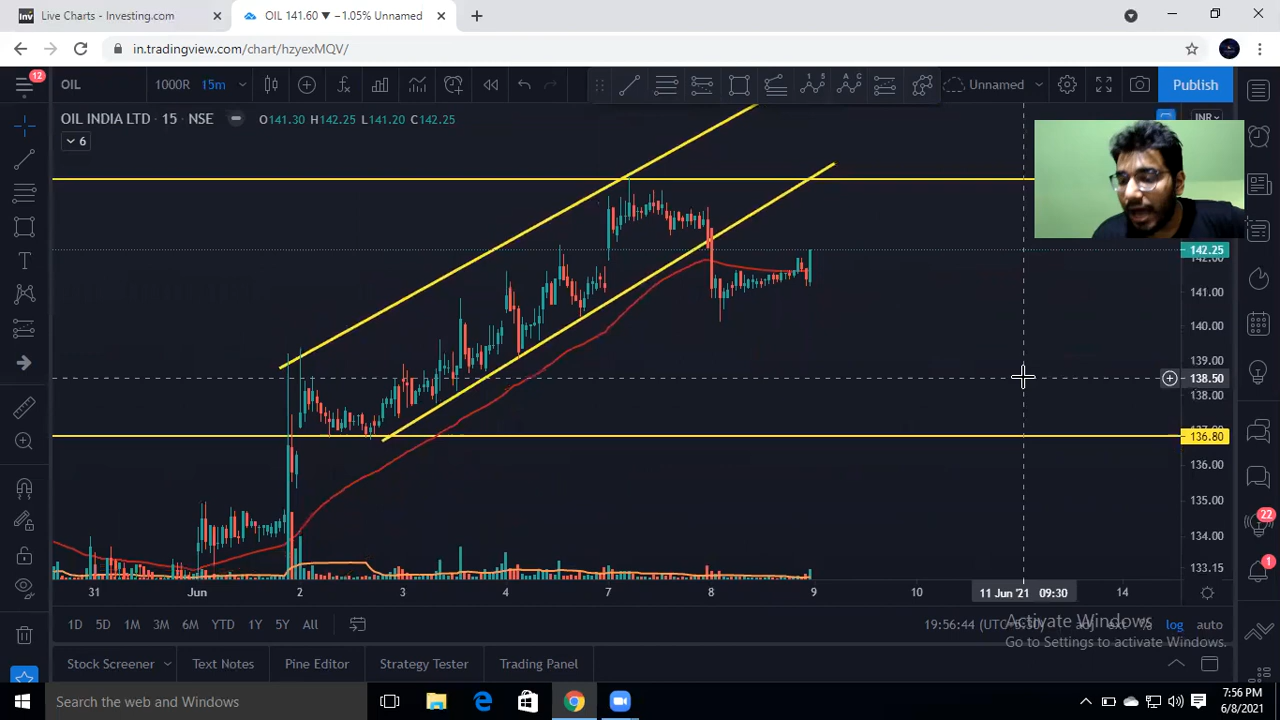 Live Charts - Investing.com
OIL 141.60 ▼ −1.05% Unnamed
in.tradingview.com/chart/hzyexMQV/
12
OIL
1000R
15m
Unnamed
Publish
OIL INDIA LTD · 15 · NSE
O141.30 H142.25 L141.20 C142.25
INR
6
142.25
142.00
141.00
140.00
139.00
138.50
138.00
136.80
136.00
135.00
134.00
133.15
22
1
31
Jun
2
3
4
7
8
9
10
11 Jun '21 09:30
14
1D
5D
1M
3M
6M
YTD
1Y
5Y
All
19:56:44 (UTC+5:30)
ext
%
log
auto
Activate Windows
Go to Settings to activate Windows.
Stock Screener
Text Notes
Pine Editor
Strategy Tester
Trading Panel
Search the web and Windows
7:56 PM
6/8/2021